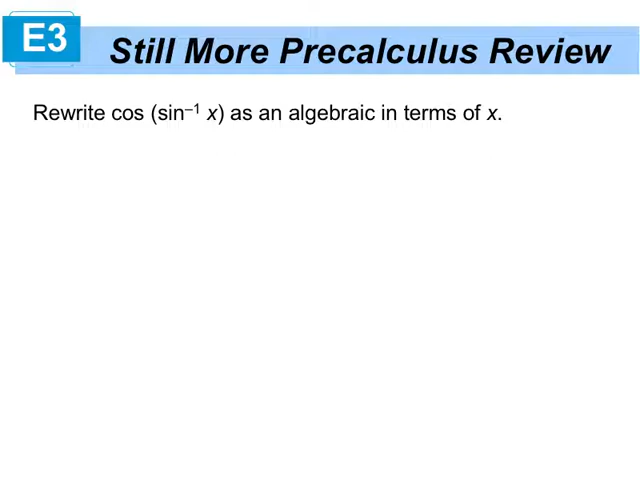 E3
Still More Precalculus Review
Rewrite cos (sin⁻¹ x) as an algebraic in terms of x.